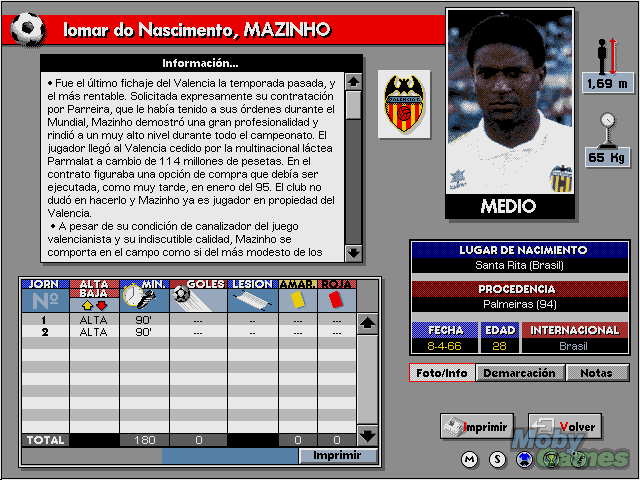 Iomar do Nascimento, MAZINHO
Información...
• Fue el último fichaje del Valencia la temporada pasada, y
el más rentable. Solicitada expresamente su contratación
por Parreira, que le había tenido a sus órdenes durante el
Mundial, Mazinho demostró una gran profesionalidad y
rindió a un muy alto nivel durante todo el campeonato. El
jugador llegó al Valencia cedido por la multinacional láctea
Parmalat a cambio de 114 millones de pesetas. En el
contrato figuraba una opción de compra que debía ser
ejecutada, como muy tarde, en enero del 95. El club no
dudó en hacerlo y Mazinho ya es jugador en propiedad del
Valencia.
• A pesar de su condición de canalizador del juego
valencianista y su indiscutible calidad, Mazinho se
comporta en el campo como si del más modesto de los
VALENCIA C.F.
MEDIO
1,69 m
65 Kg
LUGAR DE NACIMIENTO
Santa Rita (Brasil)
PROCEDENCIA
Palmeiras (94)
FECHA EDAD INTERNACIONAL
8-4-66 28 Brasil
Foto/Info Demarcación Notas
JORN ALTA MIN. GOLES LESION AMAR. ROJA
Nº BAJA
1 ALTA 90' --- -- --- ---
2 ALTA 90' --- -- --- ---
TOTAL 180 0 0 0
Imprimir
Imprimir Volver
M S
Moby
Games